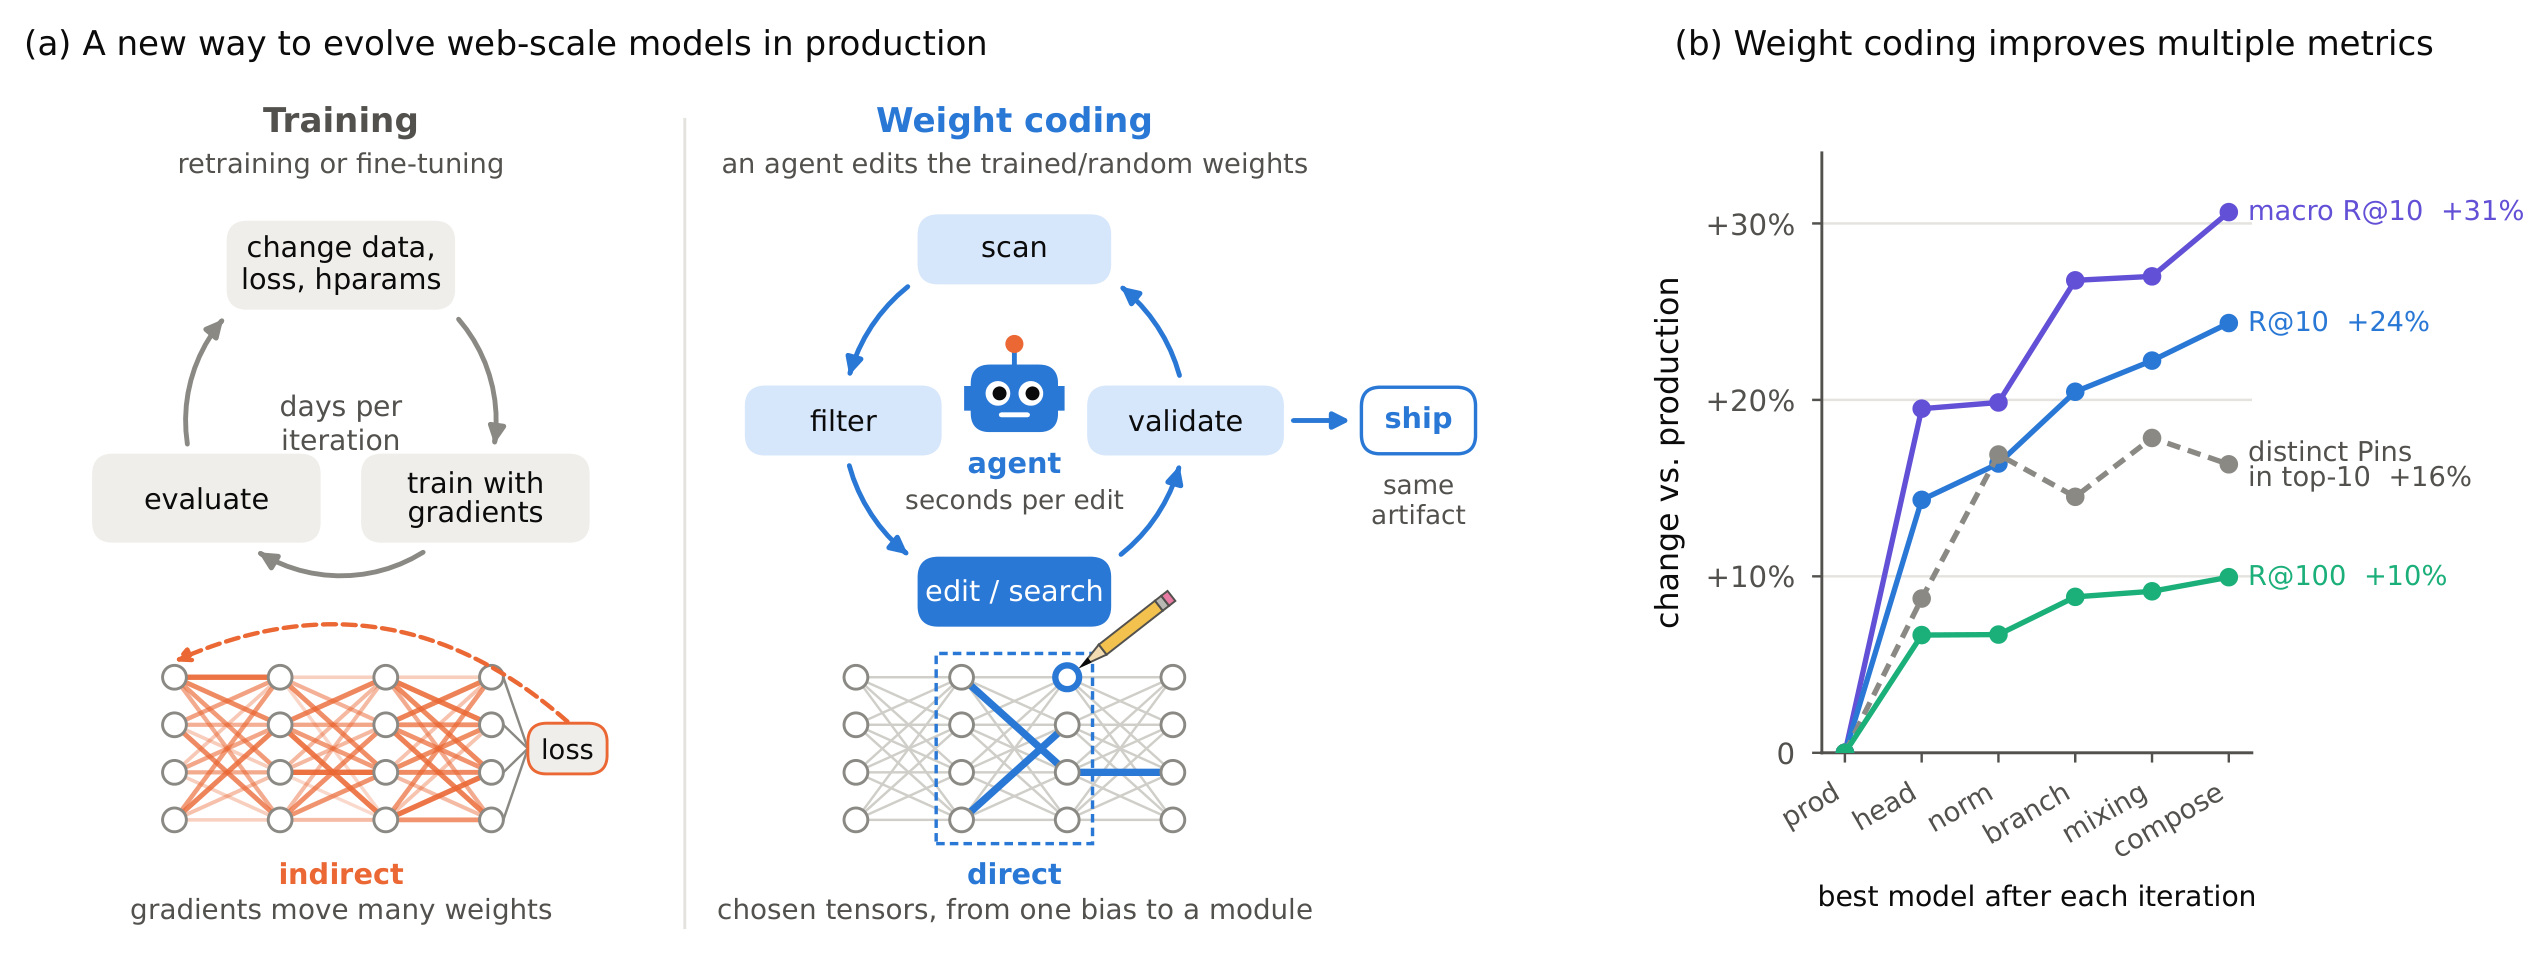 (a) A new way to evolve web-scale models in production
Training
retraining or fine-tuning
change data,
loss, hparams
days per
iteration
evaluate
train with
gradients
loss
indirect
gradients move many weights
Weight coding
an agent edits the trained/random weights
scan
filter
validate
ship
agent
seconds per edit
same
artifact
edit / search
direct
chosen tensors, from one bias to a module
(b) Weight coding improves multiple metrics
change vs. production
+30%
+20%
+10%
0
macro R@10 +31%
R@10 +24%
distinct Pins
in top-10 +16%
R@100 +10%
prod
head
norm
branch
mixing
compose
best model after each iteration